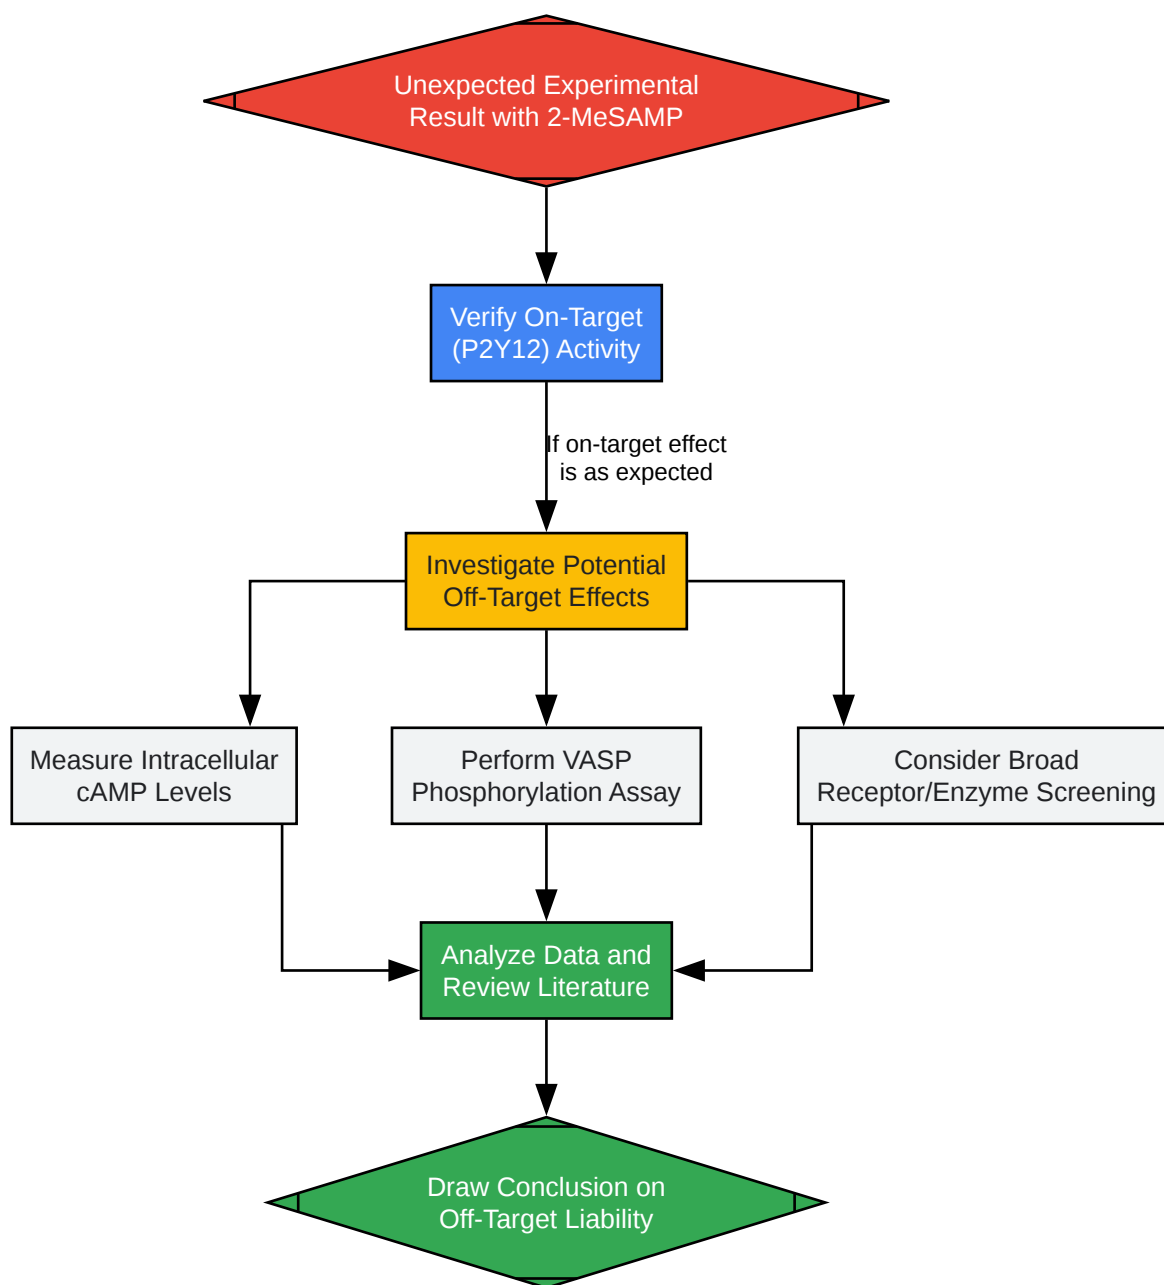 Unexpected Experimental
Result with 2-MeSAMP
Verify On-Target
(P2Y12) Activity
If on-target effect
is as expected
Investigate Potential
Off-Target Effects
Measure Intracellular
cAMP Levels
Perform VASP
Phosphorylation Assay
Consider Broad
Receptor/Enzyme Screening
Analyze Data and
Review Literature
Draw Conclusion on
Off-Target Liability